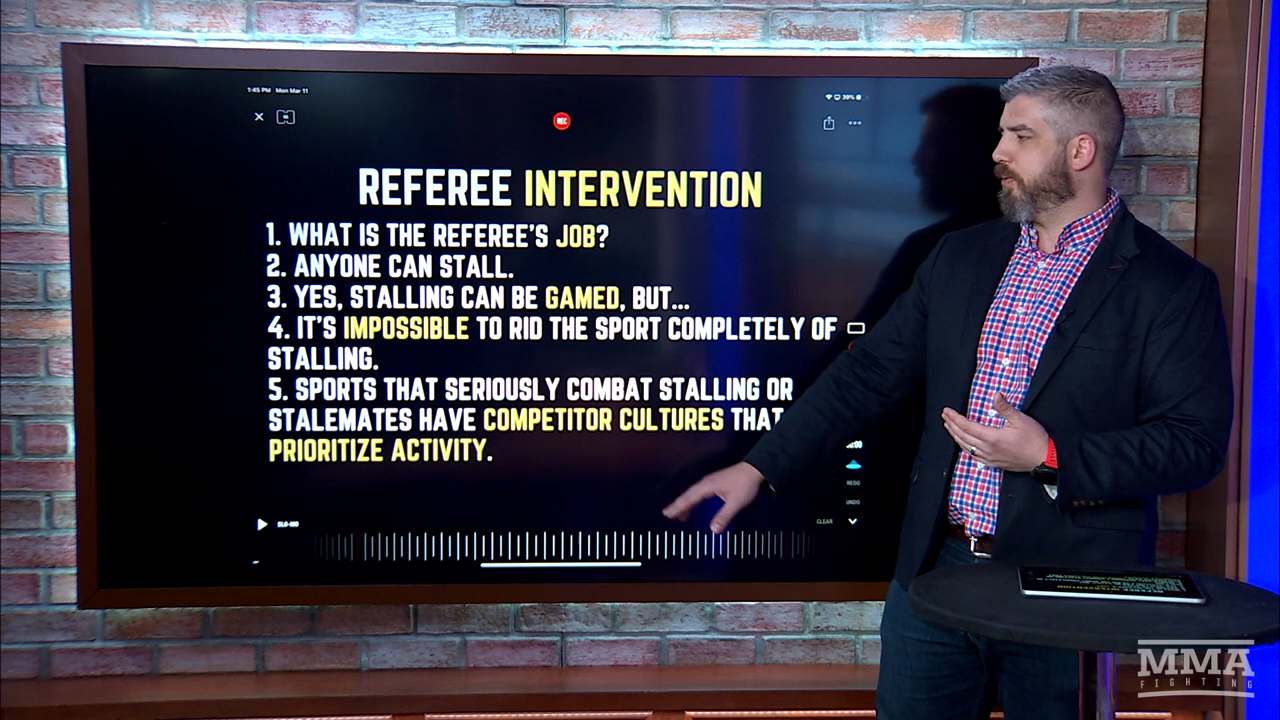 1:45 PM Mon Mar 11
39%
REC
REFEREE INTERVENTION
1. WHAT IS THE REFEREE'S JOB?
2. ANYONE CAN STALL.
3. YES, STALLING CAN BE GAMED, BUT...
4. IT'S IMPOSSIBLE TO RID THE SPORT COMPLETELY OF
STALLING.
5. SPORTS THAT SERIOUSLY COMBAT STALLING OR
STALEMATES HAVE COMPETITOR CULTURES THAT
PRIORITIZE ACTIVITY.
REDO
UNDO
CLEAR
MMA
FIGHTING